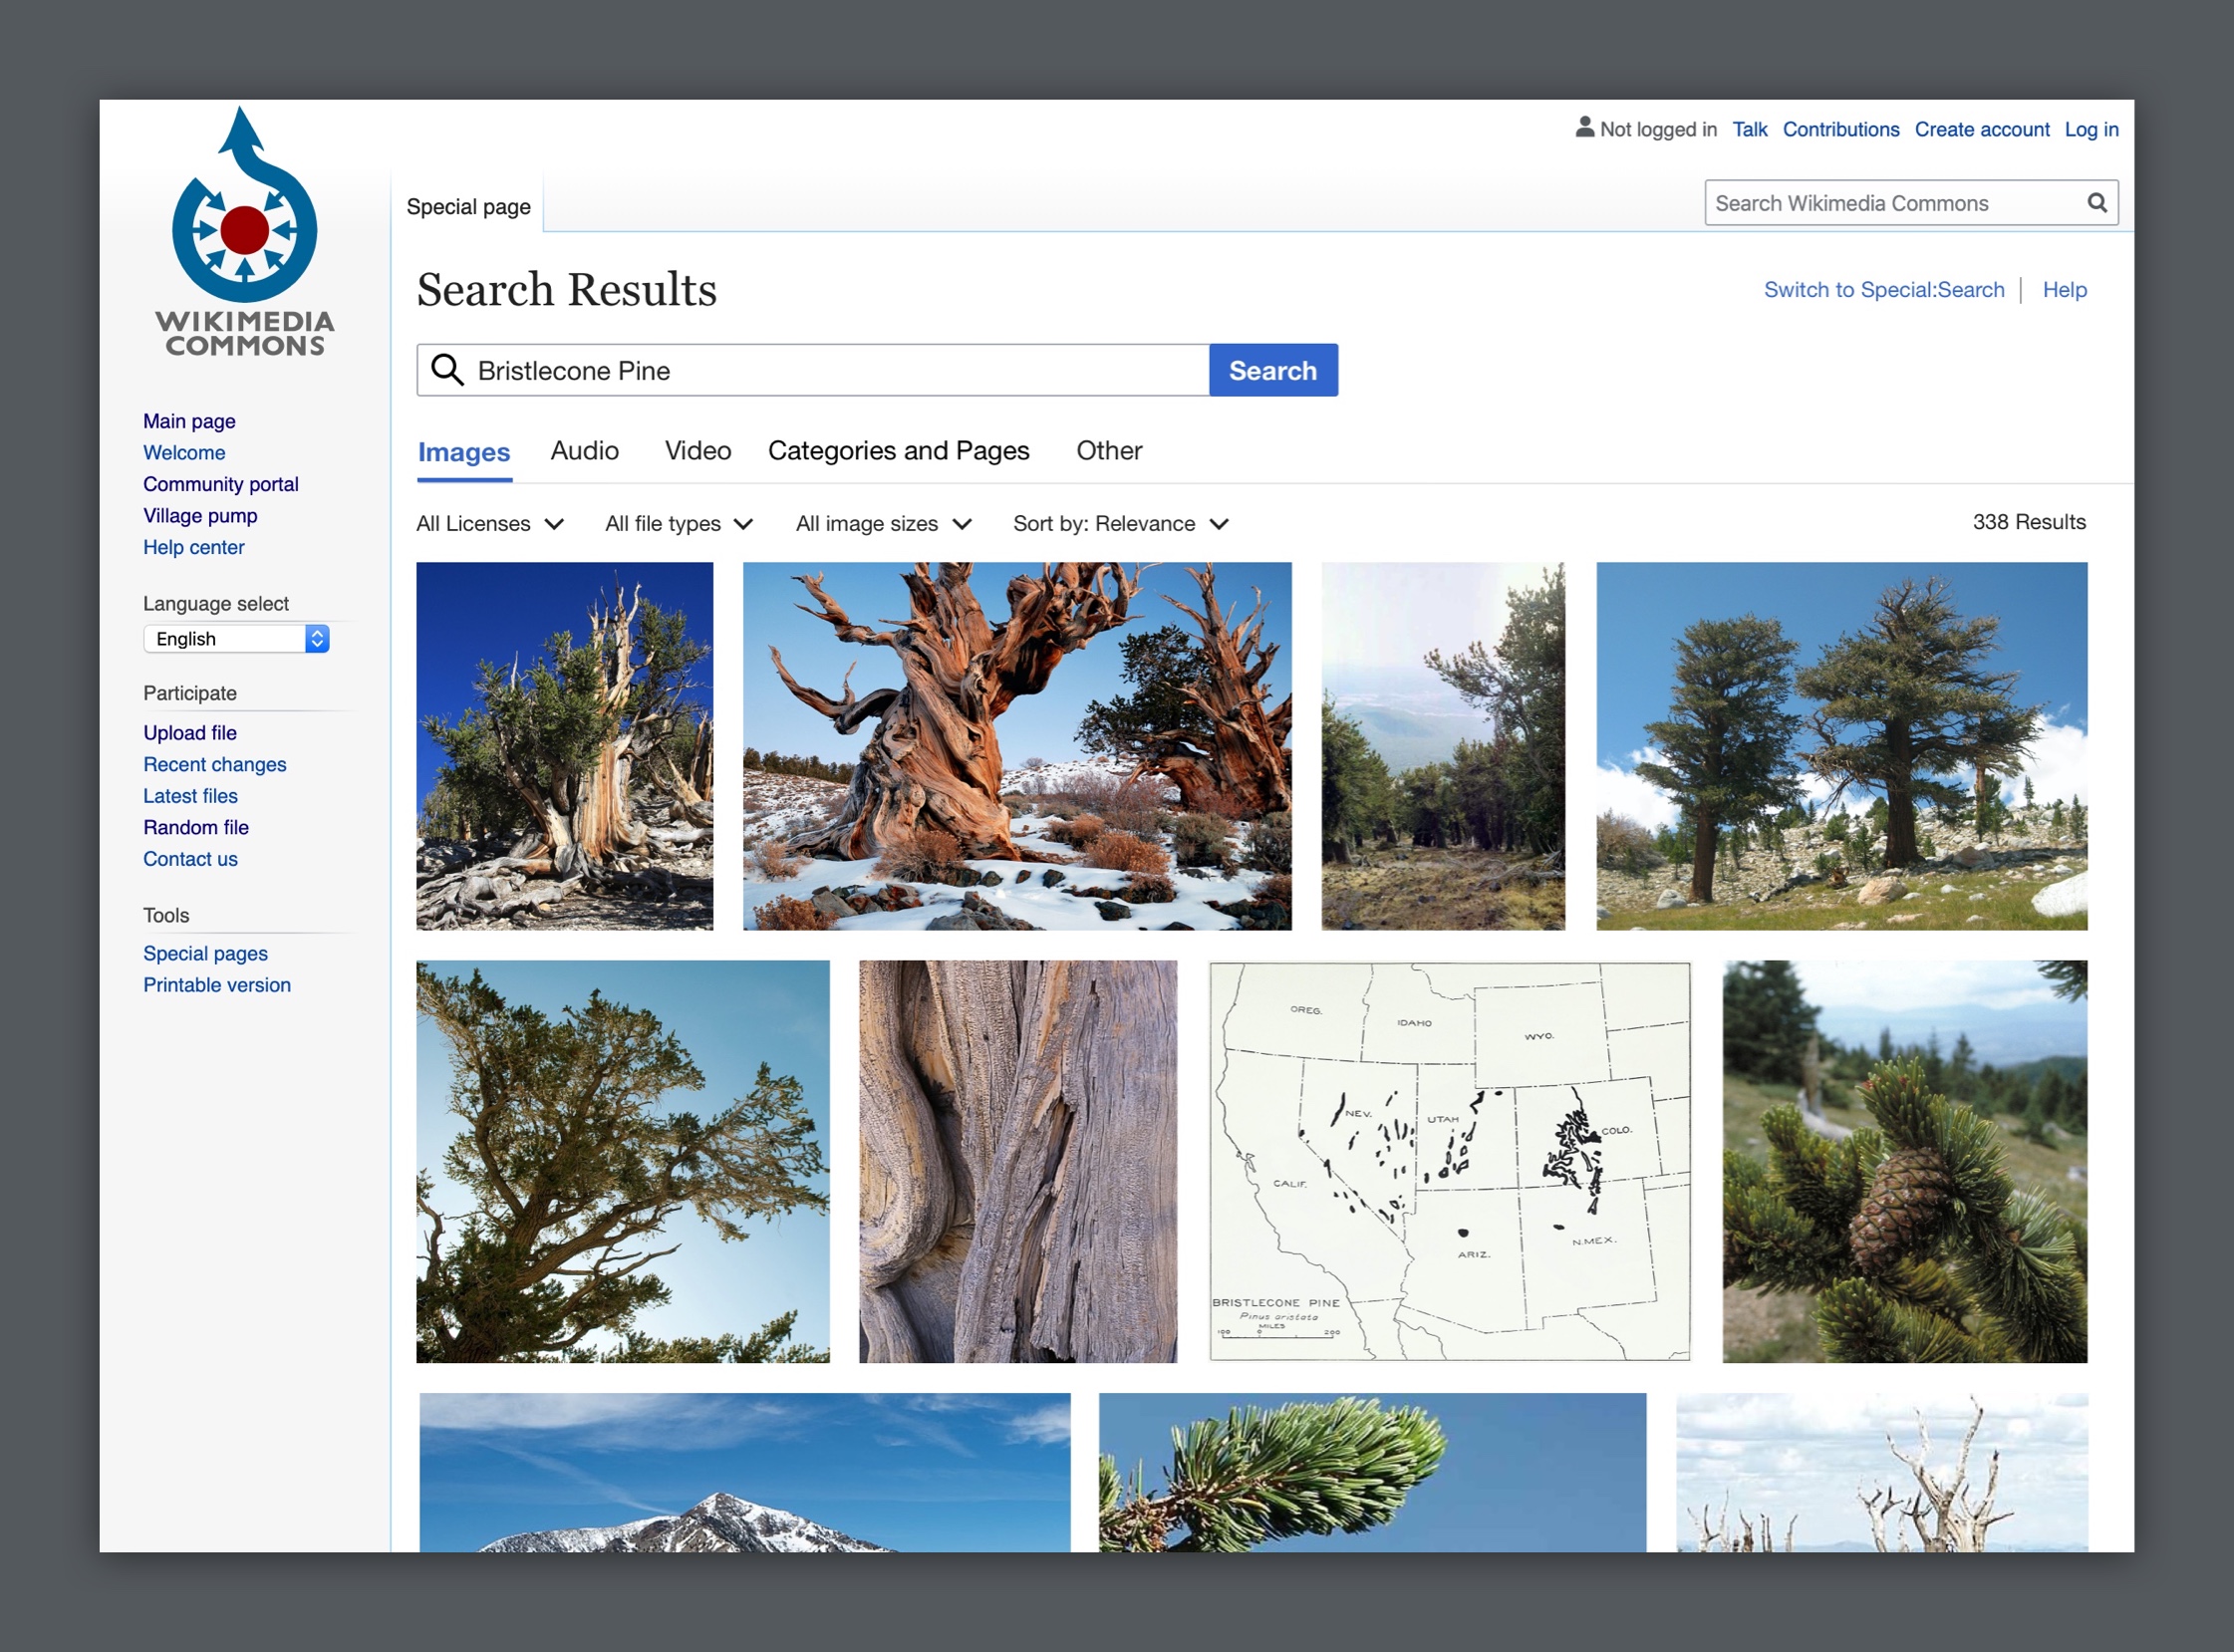 WIKIMEDIA
COMMONS
Not logged in Talk Contributions Create account Log in
Special page
Search Wikimedia Commons
Search Results
Switch to Special:Search Help
Bristlecone Pine Search
Images Audio Video Categories and Pages Other
All Licenses All file types All image sizes Sort by: Relevance 338 Results
Main page
Welcome
Community portal
Village pump
Help center
Language select
English
Participate
Upload file
Recent changes
Latest files
Random file
Contact us
Tools
Special pages
Printable version
OREG.
IDAHO
WYO.
NEV.
UTAH
COLO.
CALIF.
ARIZ.
N.MEX.
BRISTLECONE PINE
Pinus aristata
MILES
100 0 200